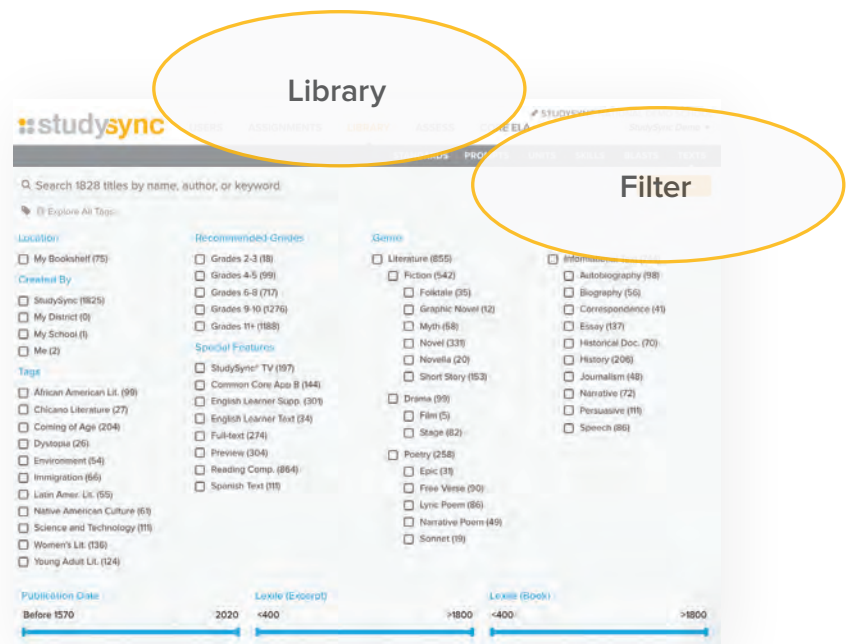 Library
studysync
ASSIGNMENTS LIBRARY ASSESS
Filter
Search 1828 titles by name, author, or keyword.
Explore All Tags
Location
My Bookshelf (75)
Created By
StudySync (1825)
My District (0)
My School (1)
Me (2)
Tags
African American Lit. (99)
Chicano Literature (27)
Coming of Age (204)
Dystopia (26)
Environment (54)
Immigration (66)
Latin Amer. Lit. (55)
Native American Culture (61)
Science and Technology (111)
Women's Lit. (136)
Young Adult Lit. (124)
Recommended Grades
Grades 2-3 (18)
Grades 4-5 (99)
Grades 6-8 (717)
Grades 9-10 (1276)
Grades 11+ (1188)
Special Features
StudySync® TV (197)
Common Core App B (144)
English Learner Supp. (301)
English Learner Text (34)
Full-text (274)
Preview (304)
Reading Comp. (864)
Spanish Text (111)
Genre
Literature (855)
Fiction (542)
Folktale (35)
Graphic Novel (12)
Myth (68)
Novel (331)
Novella (20)
Short Story (153)
Drama (99)
Film (5)
Stage (82)
Poetry (258)
Epic (31)
Free Verse (90)
Lyric Poem (86)
Narrative Poem (49)
Sonnet (19)
Informational
Autobiography (98)
Biography (56)
Correspondence (41)
Essay (137)
Historical Doc. (70)
History (206)
Journalism (48)
Narrative (72)
Persuasive (111)
Speech (86)
Publication Date
Before 1570 2020
Lexile (Excerpt)
<400 >1800
Lexile (Book)
<400 >1800